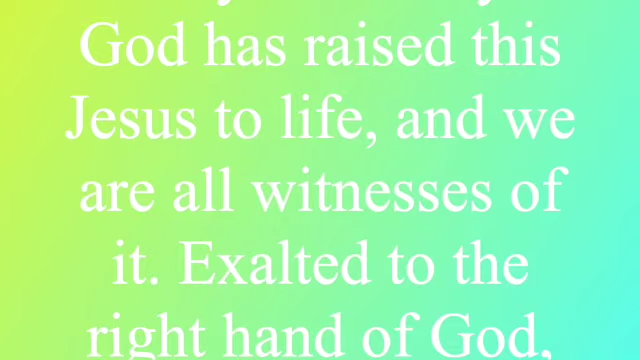 God has raised this
Jesus to life, and we
are all witnesses of
it. Exalted to the
right hand of God,